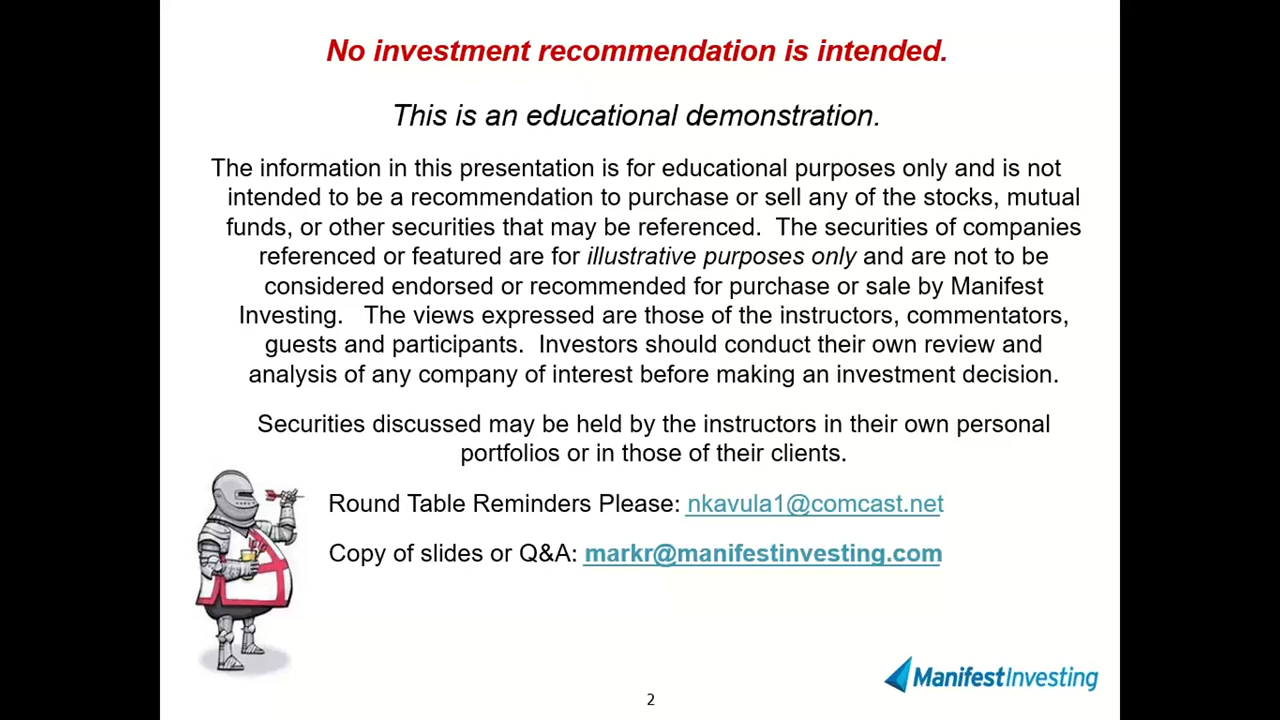 No investment recommendation is intended.
This is an educational demonstration.
The information in this presentation is for educational purposes only and is not
intended to be a recommendation to purchase or sell any of the stocks, mutual
funds, or other securities that may be referenced.  The securities of companies
referenced or featured are for illustrative purposes only and are not to be
considered endorsed or recommended for purchase or sale by Manifest
Investing.   The views expressed are those of the instructors, commentators,
guests and participants.  Investors should conduct their own review and
analysis of any company of interest before making an investment decision.
Securities discussed may be held by the instructors in their own personal
portfolios or in those of their clients.
Round Table Reminders Please: nkavula1@comcast.net
Copy of slides or Q&A: markr@manifestinvesting.com
ManifestInvesting
2